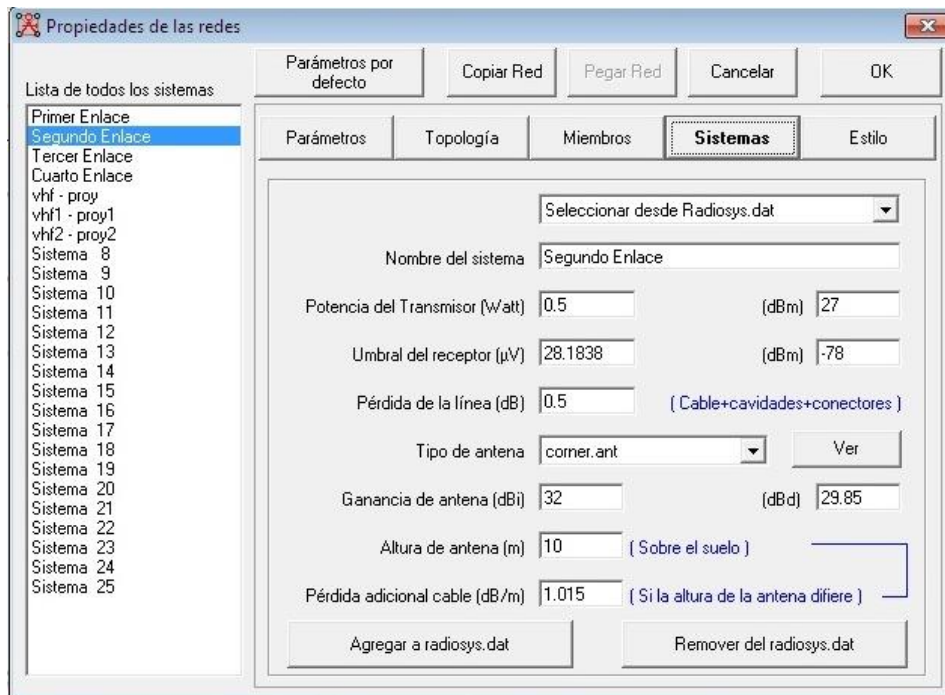 Propiedades de las redes
Parámetros por defecto
Copiar Red
Pegar Red
Cancelar
OK
Lista de todos los sistemas
Primer Enlace
Segundo Enlace
Tercer Enlace
Cuarto Enlace
vhf - proy
vhf1 - proy1
vhf2 - proy2
Sistema 8
Sistema 9
Sistema 10
Sistema 11
Sistema 12
Sistema 13
Sistema 14
Sistema 15
Sistema 16
Sistema 17
Sistema 18
Sistema 19
Sistema 20
Sistema 21
Sistema 22
Sistema 23
Sistema 24
Sistema 25
Parámetros Topología Miembros Sistemas Estilo
Seleccionar desde Radiosys.dat
Nombre del sistema Segundo Enlace
Potencia del Transmisor (Watt) 0.5 (dBm) 27
Umbral del receptor (µV) 28.1838 (dBm) -78
Pérdida de la línea (dB) 0.5 ( Cable+cavidades+conectores )
Tipo de antena corner.ant Ver
Ganancia de antena (dBi) 32 (dBd) 29.85
Altura de antena (m) 10 ( Sobre el suelo )
Pérdida adicional cable (dB/m) 1.015 ( Si la altura de la antena difiere )
Agregar a radiosys.dat Remover del radiosys.dat